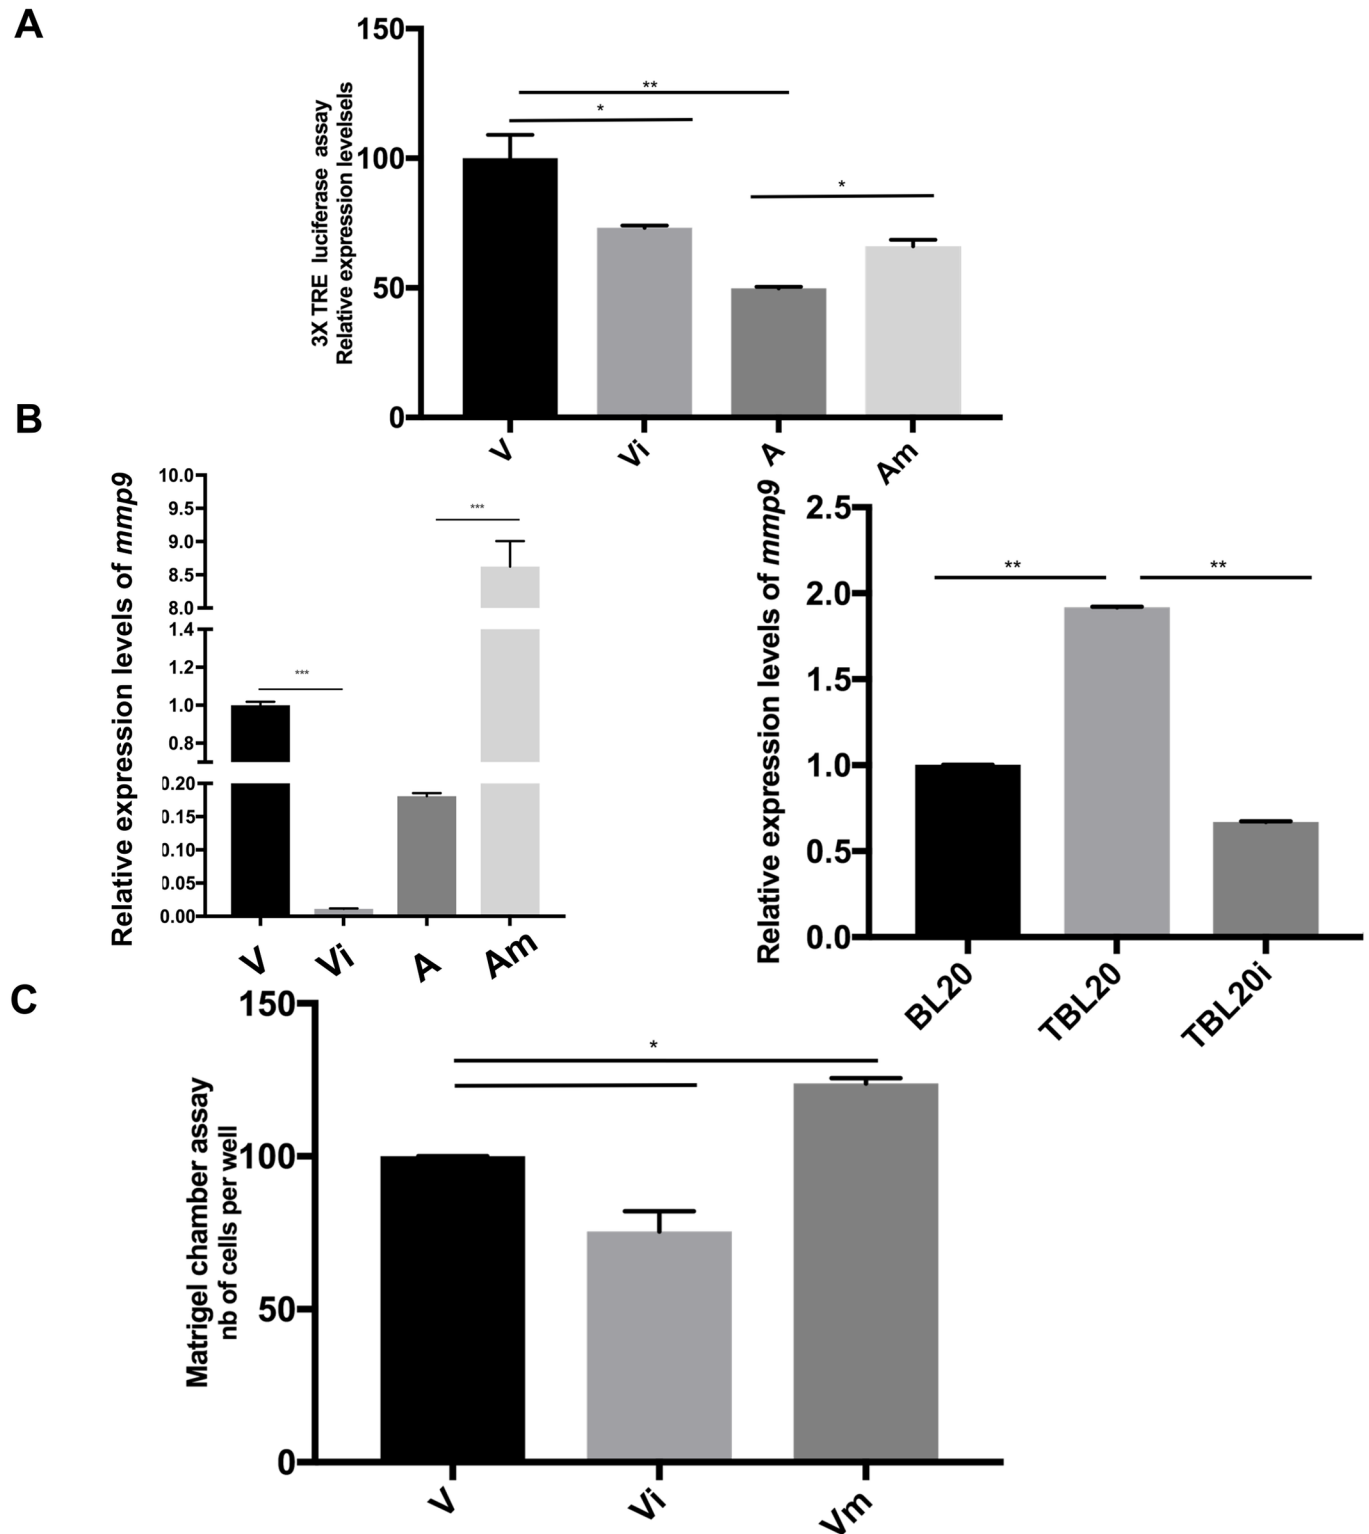 A
3X TRE luciferase assay
Relative expression levelsels
150
100
50
0
**
*
*
V
Vi
A
Am
B
Relative expression levels of mmp9
10.0
9.5
9.0
8.5
8.0
1.4
1.2
1.0
0.8
0.20
0.15
0.10
0.05
0.00
***
***
V
Vi
A
Am
Relative expression levels of mmp9
2.5
2.0
1.5
1.0
0.5
0.0
**
**
BL20
TBL20
TBL20i
C
Matrigel chamber assay
nb of cells per well
150
100
50
0
*
V
Vi
Vm